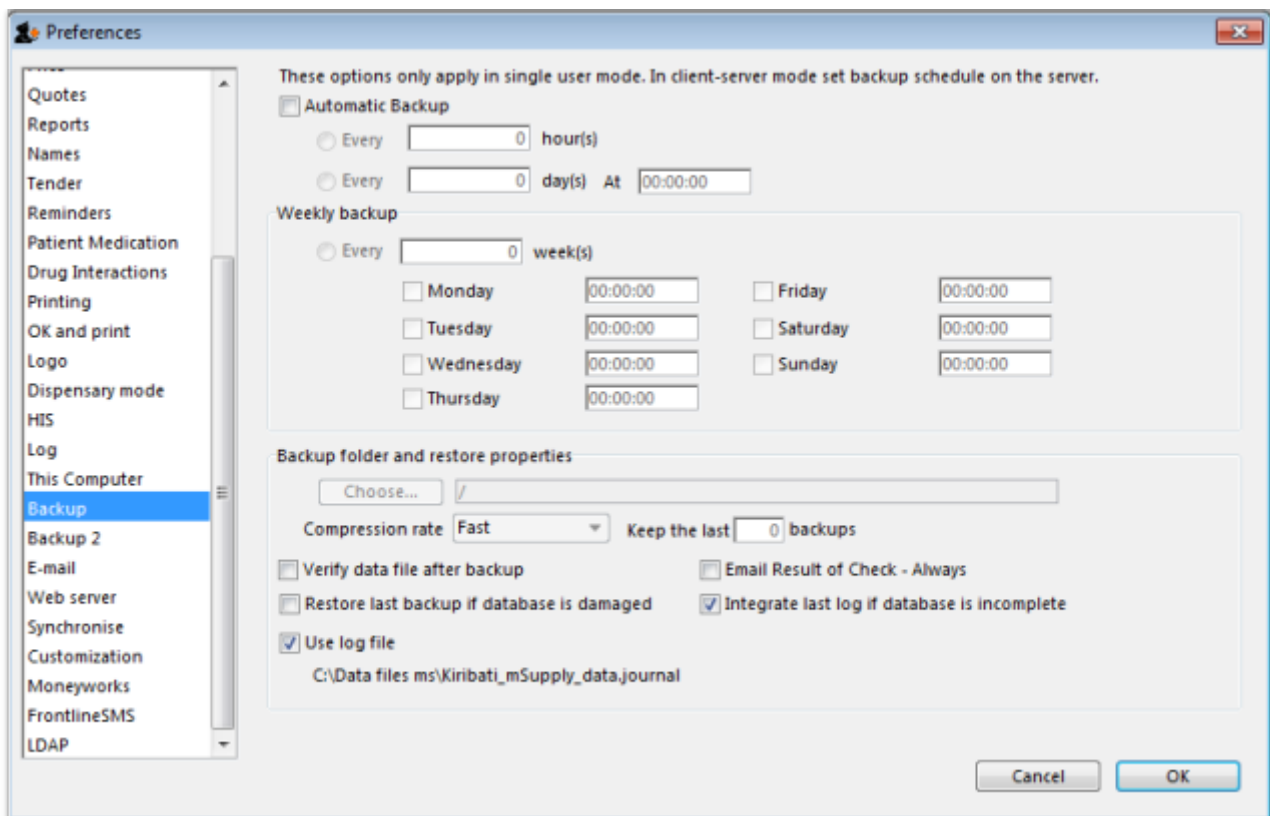 Preferences
Quotes
Reports
Names
Tender
Reminders
Patient Medication
Drug Interactions
Printing
OK and print
Logo
Dispensary mode
HIS
Log
This Computer
Backup
Backup 2
E-mail
Web server
Synchronise
Customization
Moneyworks
FrontlineSMS
LDAP
These options only apply in single user mode. In client-server mode set backup schedule on the server.
Automatic Backup
Every 0 hour(s)
Every 0 day(s) At 00:00:00
Weekly backup
Every 0 week(s)
Monday 00:00:00 Friday 00:00:00
Tuesday 00:00:00 Saturday 00:00:00
Wednesday 00:00:00 Sunday 00:00:00
Thursday 00:00:00
Backup folder and restore properties
Choose... /
Compression rate Fast Keep the last 0 backups
Verify data file after backup Email Result of Check - Always
Restore last backup if database is damaged Integrate last log if database is incomplete
Use log file
C:\Data files ms\Kiribati_mSupply_data.journal
Cancel OK